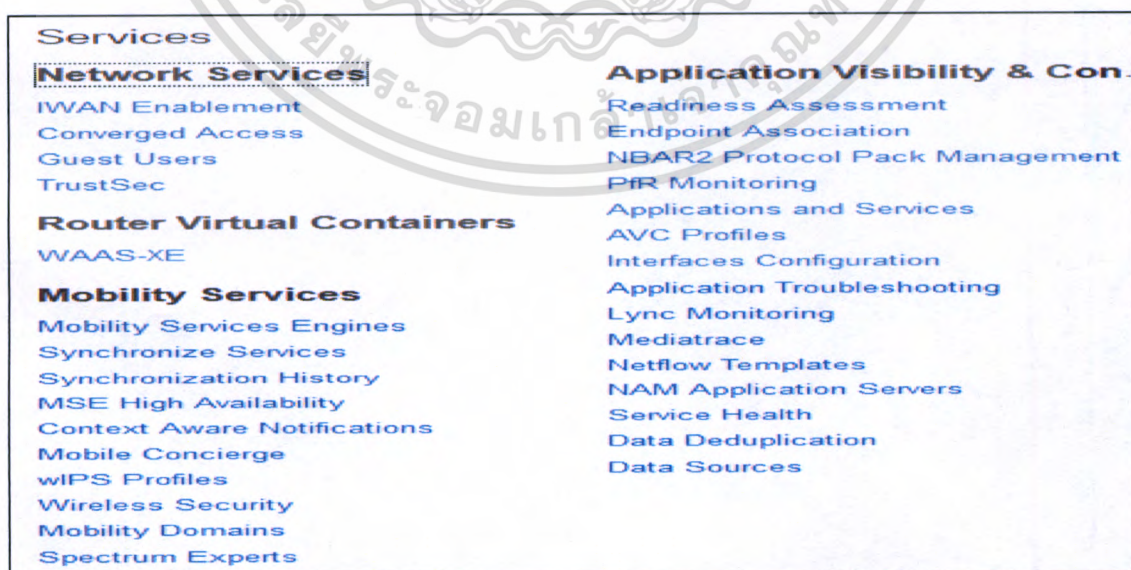 Services
Network Services
IWAN Enablement
Converged Access
Guest Users
TrustSec
Router Virtual Containers
WAAS-XE
Mobility Services
Mobility Services Engines
Synchronize Services
Synchronization History
MSE High Availability
Context Aware Notifications
Mobile Concierge
wIPS Profiles
Wireless Security
Mobility Domains
Spectrum Experts
Application Visibility & Con.
Readiness Assessment
Endpoint Association
NBAR2 Protocol Pack Management
PfR Monitoring
Applications and Services
AVC Profiles
Interfaces Configuration
Application Troubleshooting
Lync Monitoring
Mediatrace
Netflow Templates
NAM Application Servers
Service Health
Data Deduplication
Data Sources